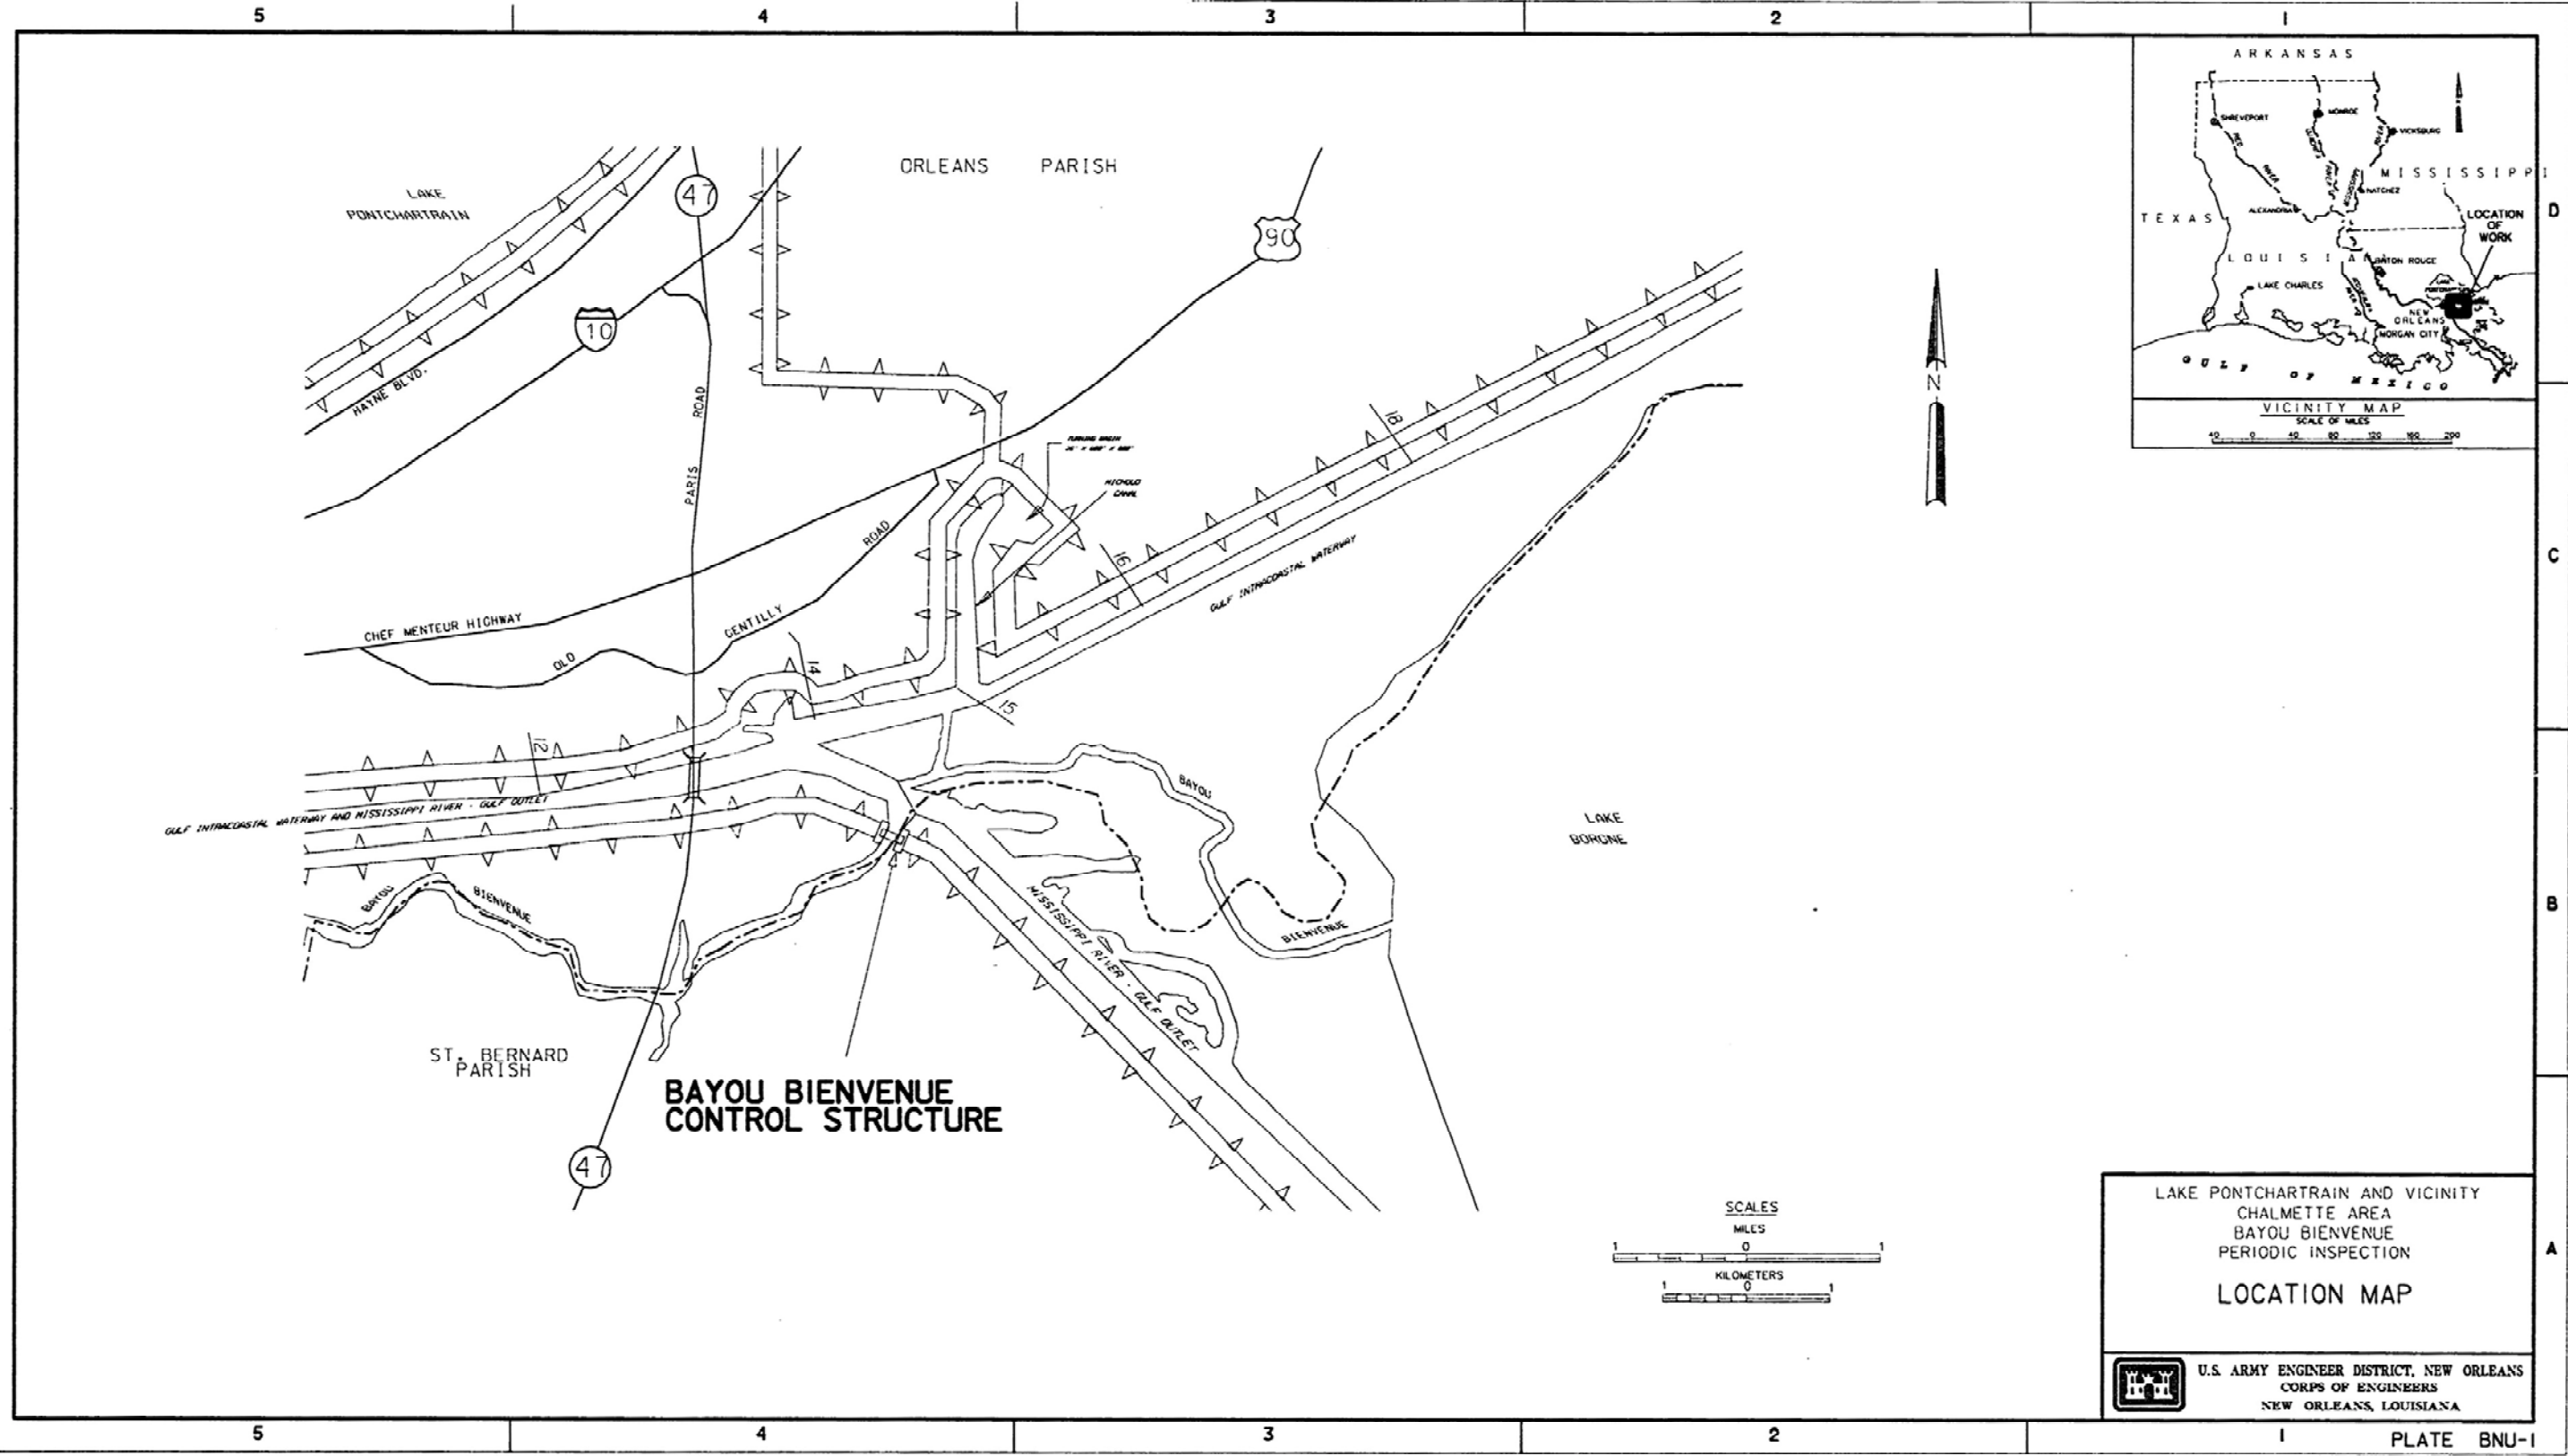 5 4 3 2 1
ARKANSAS
SHREVEPORT
MONROE
VICKSBURG
RED
RIVER
MISSISSIPPI
NATCHEZ
ALEXANDRIA
TEXAS
LOCATION
OF
WORK
LOUISIANA
BATON ROUGE
LAKE CHARLES
NEW
ORLEANS
MORGAN CITY
GULF OF MEXICO
VICINITY MAP
SCALE OF MILES
40 0 40 80 120 160 200
D
C
B
A
LAKE
PONTCHARTRAIN
47
ORLEANS PARISH
90
10
HAYNE BLVD.
PARIS ROAD
N
18
CANAL
16
GULF INTRACOASTAL WATERWAY
CHEF MENTEUR HIGHWAY
OLD GENTILLY ROAD
14
15
12
GULF INTRACOASTAL WATERWAY AND MISSISSIPPI RIVER - GULF OUTLET
BAYOU
BIENVENUE
LAKE
BORGNE
BAYOU
BIENVENUE
MISSISSIPPI RIVER - GULF OUTLET
ST. BERNARD
PARISH
BAYOU BIENVENUE
CONTROL STRUCTURE
47
SCALES
MILES
1 0 1
KILOMETERS
1 0 1
LAKE PONTCHARTRAIN AND VICINITY
CHALMETTE AREA
BAYOU BIENVENUE
PERIODIC INSPECTION
LOCATION MAP
U.S. ARMY ENGINEER DISTRICT, NEW ORLEANS
CORPS OF ENGINEERS
NEW ORLEANS, LOUISIANA
5 4 3 2 1
PLATE BNU-1